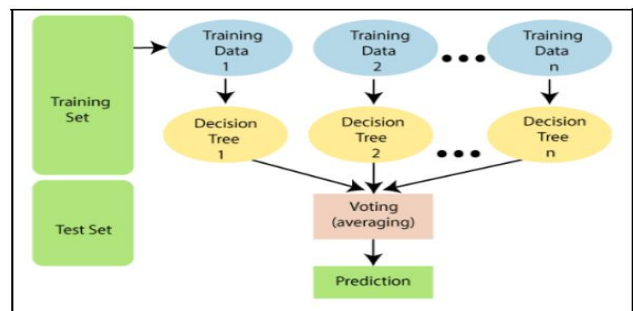 Training
Set
Training
Data
1
Training
Data
2
Training
Data
n
Decision
Tree
1
Decision
Tree
2
Decision
Tree
n
Test Set
Voting
(averaging)
Prediction